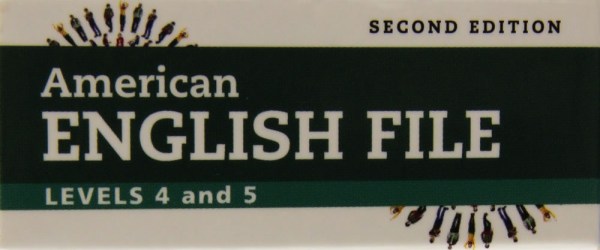 SECOND EDITION
American
ENGLISH FILE
LEVELS 4 and 5